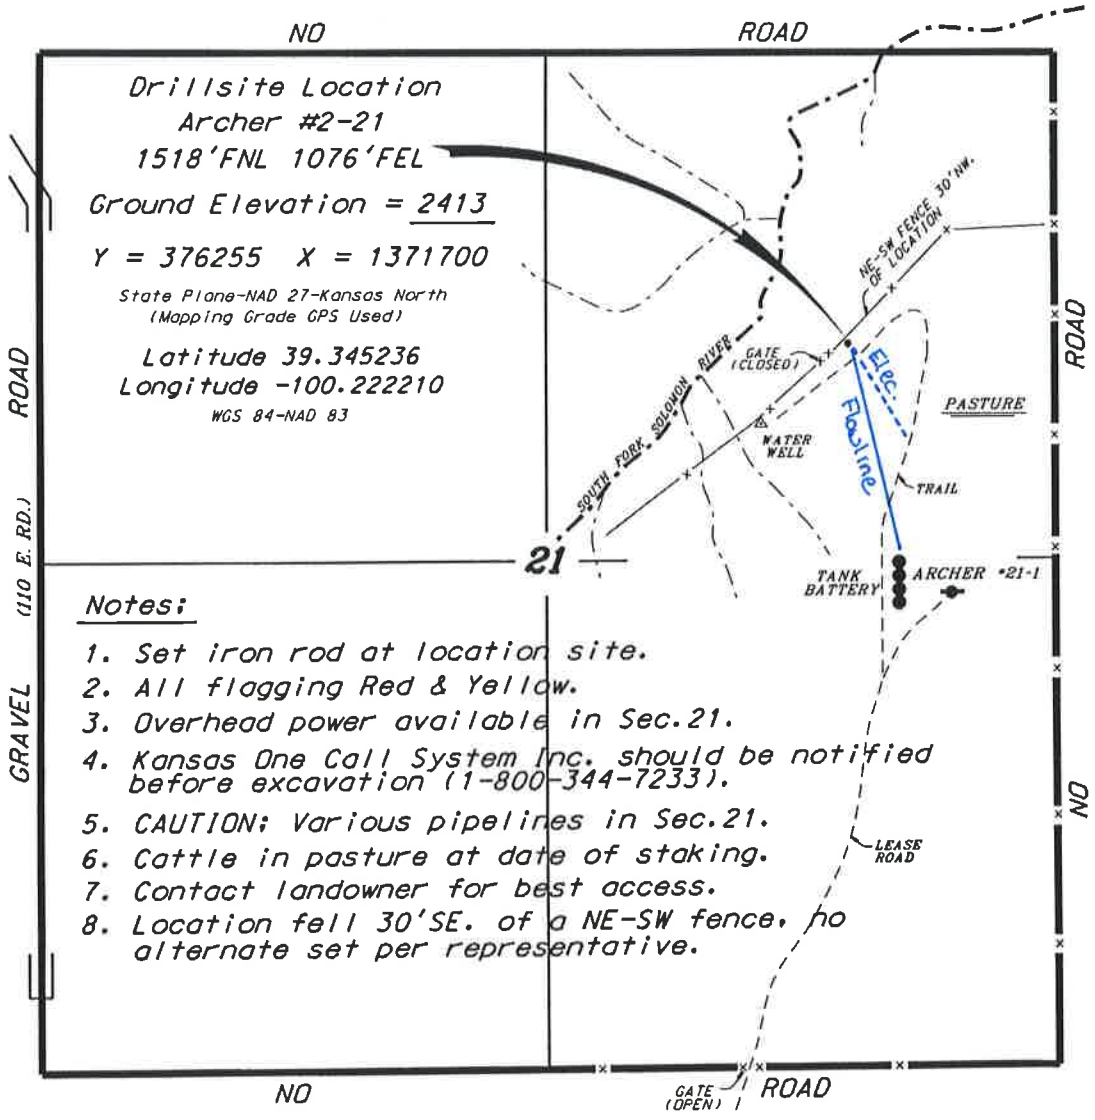 NO ROAD
Drillsite Location
Archer #2-21
1518'FNL 1076'FEL
Ground Elevation = 2413
Y = 376255 X = 1371700
State Plane-NAD 27-Kansas North
(Mapping Grade GPS Used)
Latitude 39.345236
Longitude -100.222210
WGS 84-NAD 83
NE-SW FENCE 30'NW.
OF LOCATION
GATE
(CLOSED)
SOUTH FORK SOLOMON RIVER
WATER
WELL
Elec.
Flowline
PASTURE
TRAIL
ROAD
NO
GRAVEL (110 E. RD.) ROAD
21
TANK
BATTERY
ARCHER #21-1
Notes:
1. Set iron rod at location site.
2. All flagging Red & Yellow.
3. Overhead power available in Sec.21.
4. Kansas One Call System Inc. should be notified
before excavation (1-800-344-7233).
5. CAUTION: Various pipelines in Sec.21.
6. Cattle in pasture at date of staking.
7. Contact landowner for best access.
8. Location fell 30'SE. of a NE-SW fence, no
alternate set per representative.
LEASE
ROAD
NO ROAD
GATE
(OPEN)